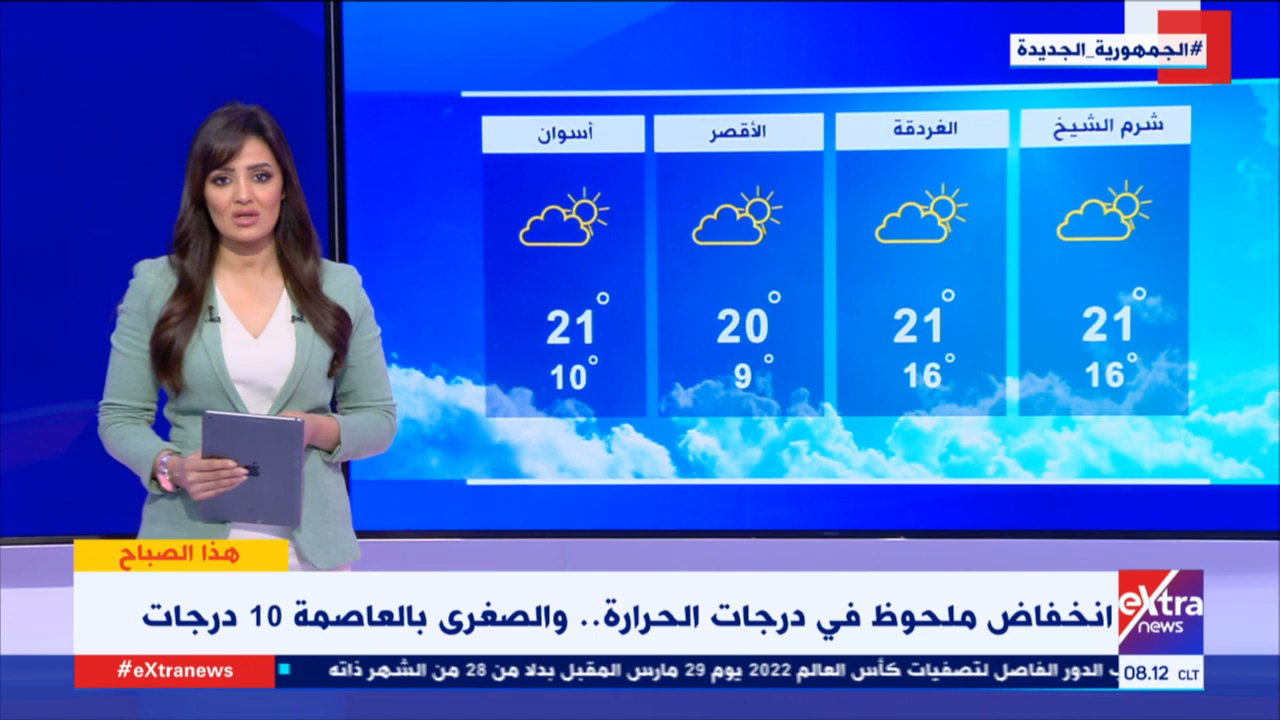 #الجمهورية_الجديدة
شرم الشيخ
21°
16°
الغردقة
21°
16°
الأقصر
20°
9°
أسوان
21°
10°
هذا الصباح
انخفاض ملحوظ في درجات الحرارة.. والصغرى بالعاصمة 10 درجات
eXtra
news
الدور الفاصل لتصفيات كأس العالم 2022 يوم 29 مارس المقبل بدلا من 28 من الشهر ذاته
#eXtranews
08.12 CLT